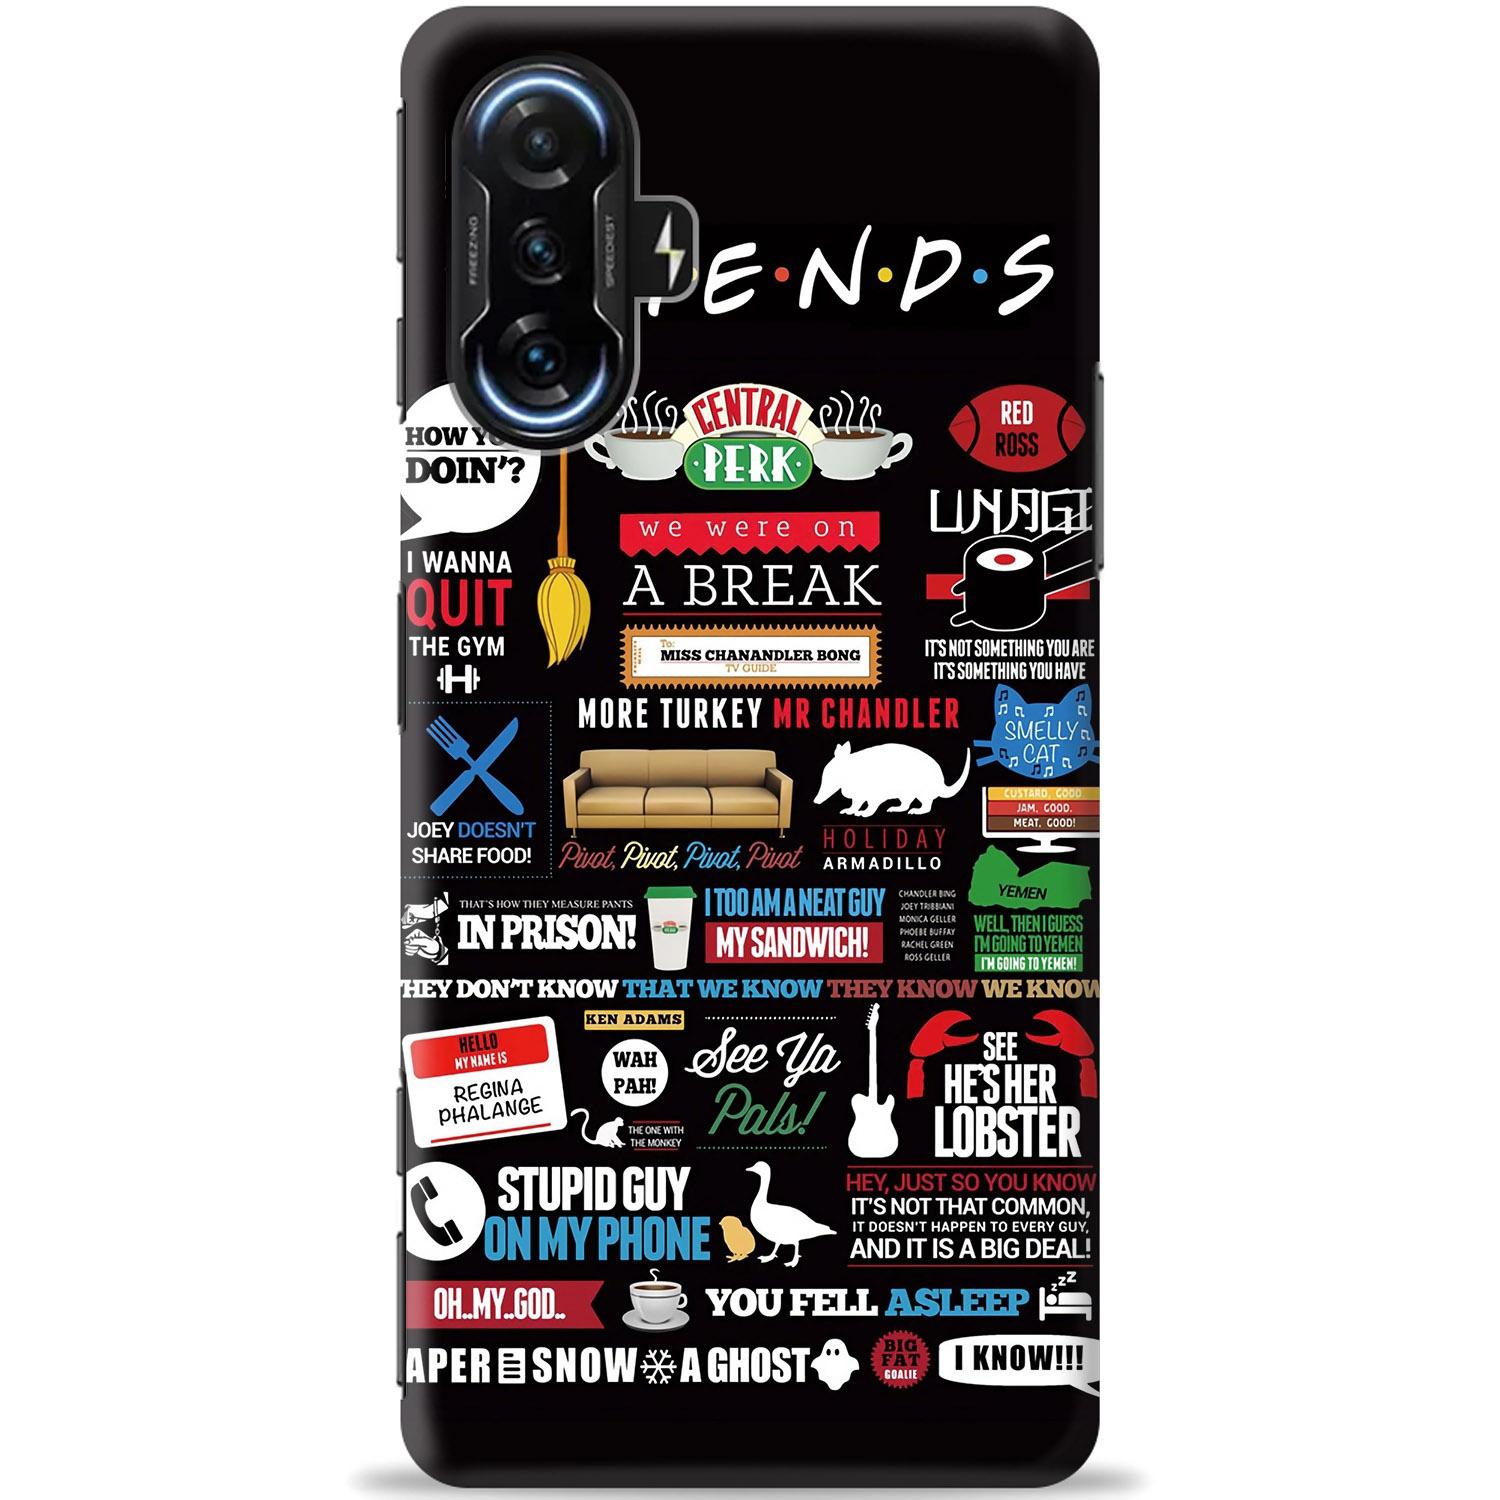 FREEZING
SPEEDEST
E·N·D·S
HOW YO
DOIN'?
CENTRAL
PERK
RED
ROSS
UNAGI
IT'S NOT SOMETHING YOU ARE
IT'S SOMETHING YOU HAVE
I WANNA
QUIT
THE GYM
we were on
A BREAK
To:
MISS CHANANDLER BONG
TV GUIDE
MORE TURKEY MR CHANDLER
SMELLY
CAT
CUSTARD, GOOD.
JAM, GOOD.
MEAT, GOOD!
JOEY DOESN'T
SHARE FOOD!
Pivot, Pivot, Pivot, Pivot
HOLIDAY
ARMADILLO
YEMEN
WELL, THEN I GUESS
I'M GOING TO YEMEN
I'M GOING TO YEMEN!
THAT'S HOW THEY MEASURE PANTS
IN PRISON!
I TOO AM A NEAT GUY
MY SANDWICH!
CHANDLER BING
JOEY TRIBBIANI
MONICA GELLER
PHOEBE BUFFAY
RACHEL GREEN
ROSS GELLER
HEY DON'T KNOW THAT WE KNOW THEY KNOW WE KNOW
HELLO
MY NAME IS
REGINA
PHALANGE
KEN ADAMS
WAH
PAH!
THE ONE WITH
THE MONKEY
See Ya
Pals!
SEE
HE'S HER
LOBSTER
STUPID GUY
ON MY PHONE
HEY, JUST SO YOU KNOW
IT'S NOT THAT COMMON,
IT DOESN'T HAPPEN TO EVERY GUY,
AND IT IS A BIG DEAL!
OH..MY..GOD..
YOU FELL ASLEEP
zzz
APER SNOW A GHOST
BIG
FAT
GOALIE
I KNOW!!!